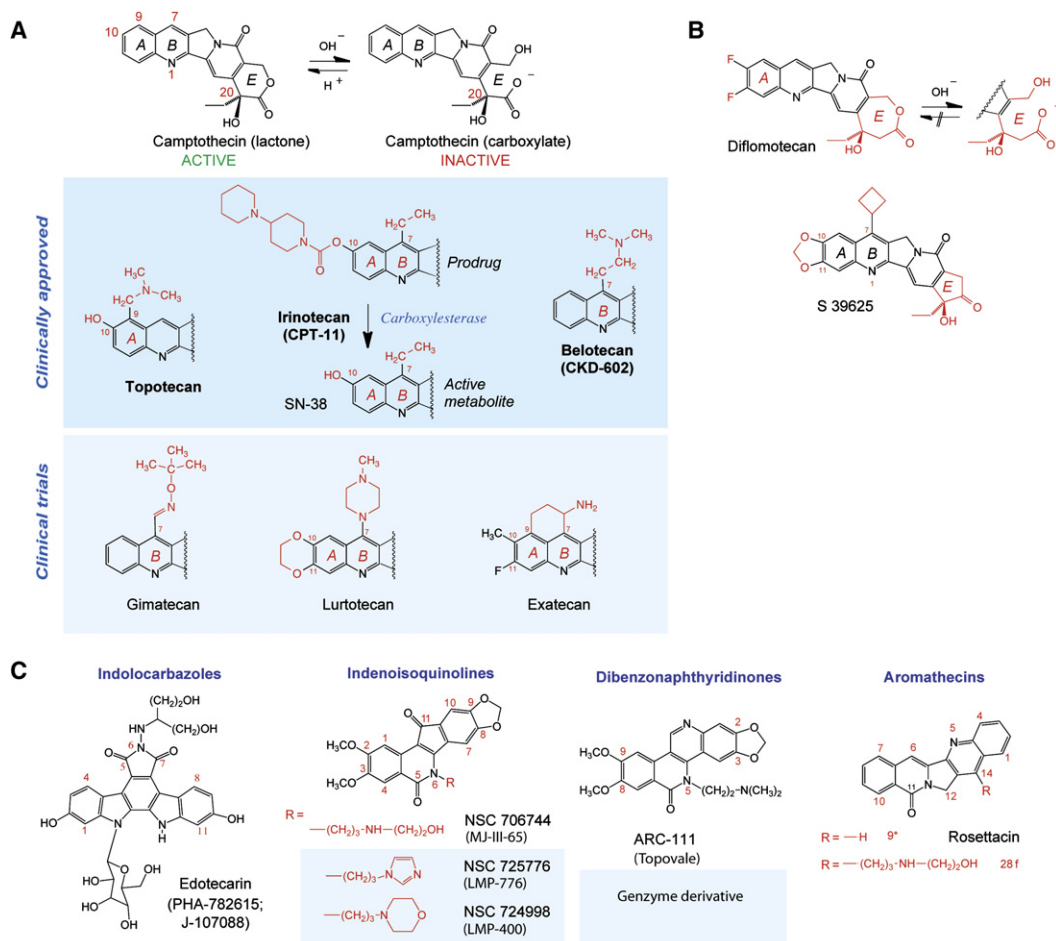 A
9
7
10
A
B
N
1
N
O
E
O
O
20
HO
OH⁻
H⁺
A
B
N
N
O
OH
E
O⁻
O
20
HO
Camptothecin (lactone)
ACTIVE
Camptothecin (carboxylate)
INACTIVE
Clinically approved
H₃C
N
CH₃
HO
9
10
A
N
Topotecan
N
N
O
O
10
CH₃
7
A
B
N
Prodrug
Irinotecan
(CPT-11)
Carboxylesterase
SN-38
HO
10
CH₃
7
A
B
N
Active
metabolite
H₃C
CH₃
N
CH₂
7
B
N
Belotecan
(CKD-602)
Clinical trials
CH₃
H₃C
C
CH₃
O
N
7
B
N
Gimatecan
CH₃
N
N
O
10
7
O
11
A
B
N
Lurtotecan
NH₂
H₃C
10
9
7
F
11
A
B
N
Exatecan
B
F
F
A
N
N
O
O
E
O
HO
Diflomotecan
OH⁻
OH
O⁻
E
O
HO
7
O
10
O
11
A
B
N
1
N
O
E
O
OH
S 39625
C
Indolocarbazoles
(CH₂)₂OH
HN
(CH₂)₂OH
6
N
O
O
5
7
4
8
HO
1
N
N
H
11
OH
O
OH
HO
HO
OH
Edotecarin
(PHA-782615;
J-107088)
Indenoisoquinolines
O
11
10
9
O
O
8
7
H₃CO
2
1
H₃CO
3
4
5
6
N
R
O
R =
—(CH₂)₃-NH—(CH₂)₂OH
NSC 706744
(MJ-III-65)
—(CH₂)₃-N
N
NSC 725776
(LMP-776)
—(CH₂)₃-N
O
NSC 724998
(LMP-400)
Dibenzonaphthyridinones
N
2
O
O
3
H₃CO
9
H₃CO
8
5
N
(CH₂)₂-N(CH₃)₂
O
ARC-111
(Topovale)
Genzyme derivative
Aromathecins
4
5
N
1
7
6
14
R
10
11
N
12
O
R = —H
9*
Rosettacin
R = —(CH₂)₃-NH—(CH₂)₂OH
28 f